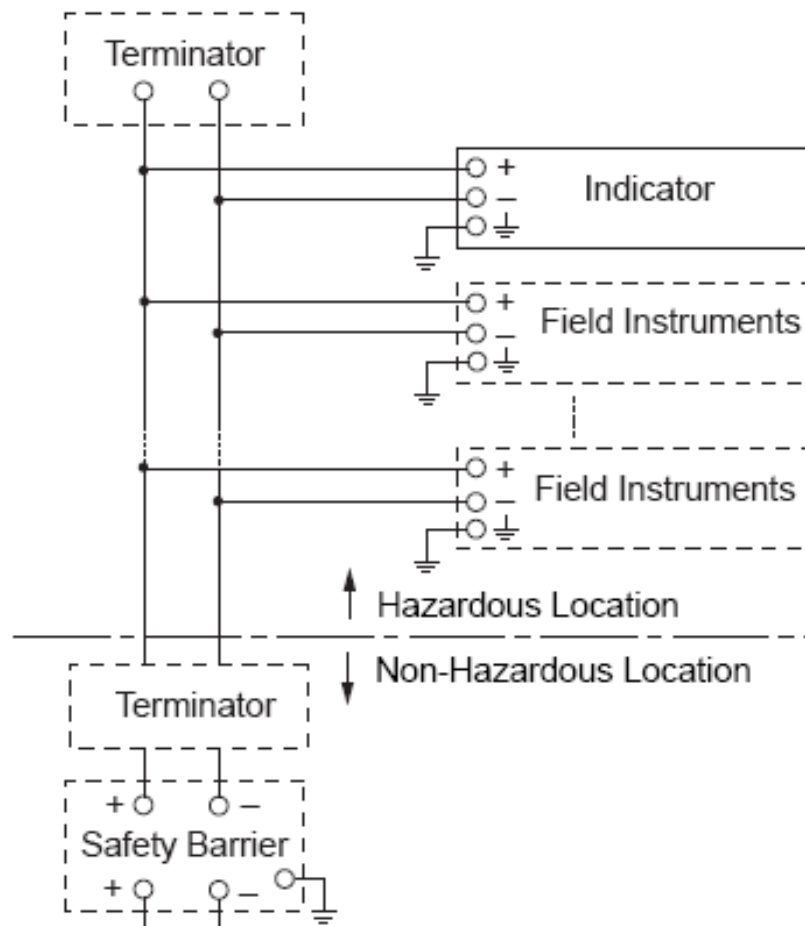 Terminator
+
Indicator
–
+
Field Instruments
–
+
Field Instruments
–
Hazardous Location
Non-Hazardous Location
Terminator
+ –
Safety Barrier
+ –